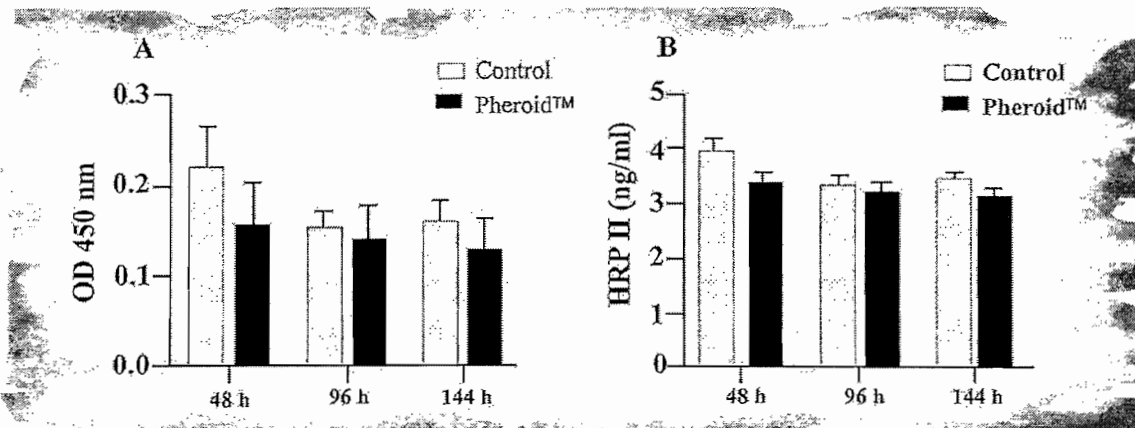 A
Control
Pheroid™
0.3
0.2
0.1
0.0
OD 450 nm
48 h
96 h
144 h
B
Control
Pheroid™
5
4
3
2
1
0
HRP II (ng/ml)
48 h
96 h
144 h